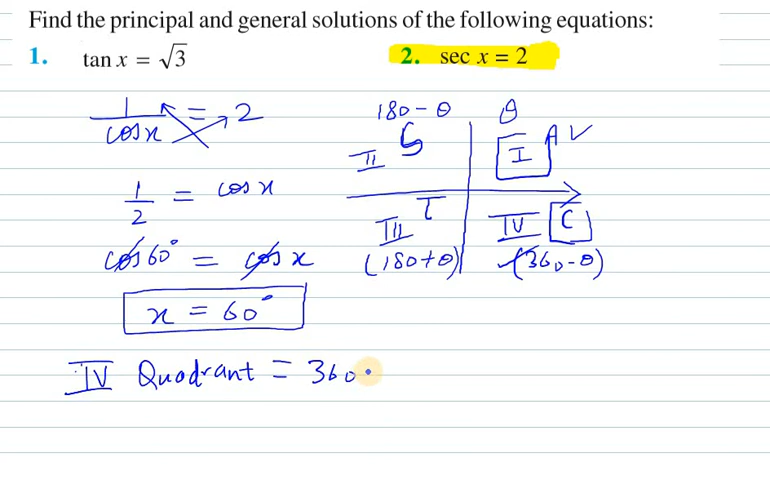 Find the principal and general solutions of the following equations:
1. tan x = √3 2. sec x = 2
1/cos x = 2
1/2 = cos x
cos 60° = cos x
x = 60°
180 - θ θ
II S I A ✓
III T IV C
(180+θ) (360-θ)
IV Quadrant = 360